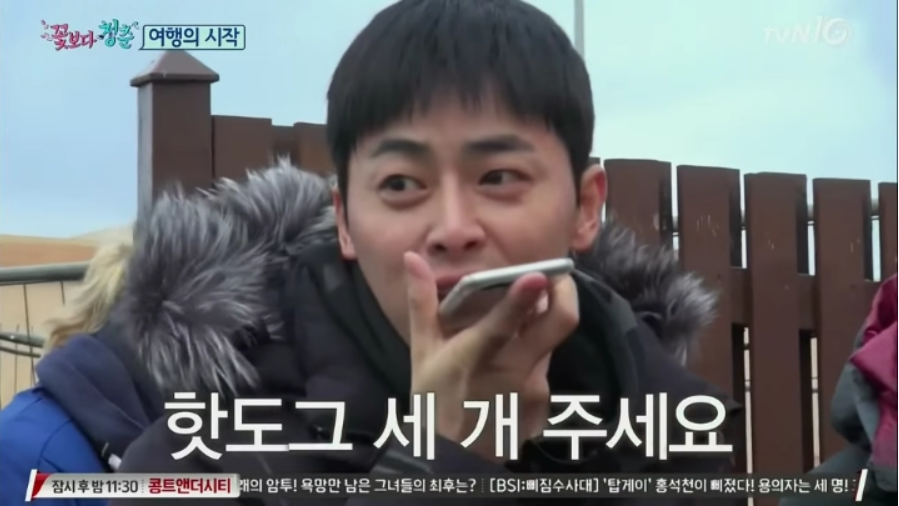 꽃보다 청춘 여행의 시작
tvN10
핫도그 세 개 주세요
잠시 후 밤 11:30 콩트앤더시티 의 암투! 욕망만 남은 그녀들의 최후는? [BSI:삐짐수사대] '탑게이' 홍석천이 삐졌다! 용의자는 세 명!